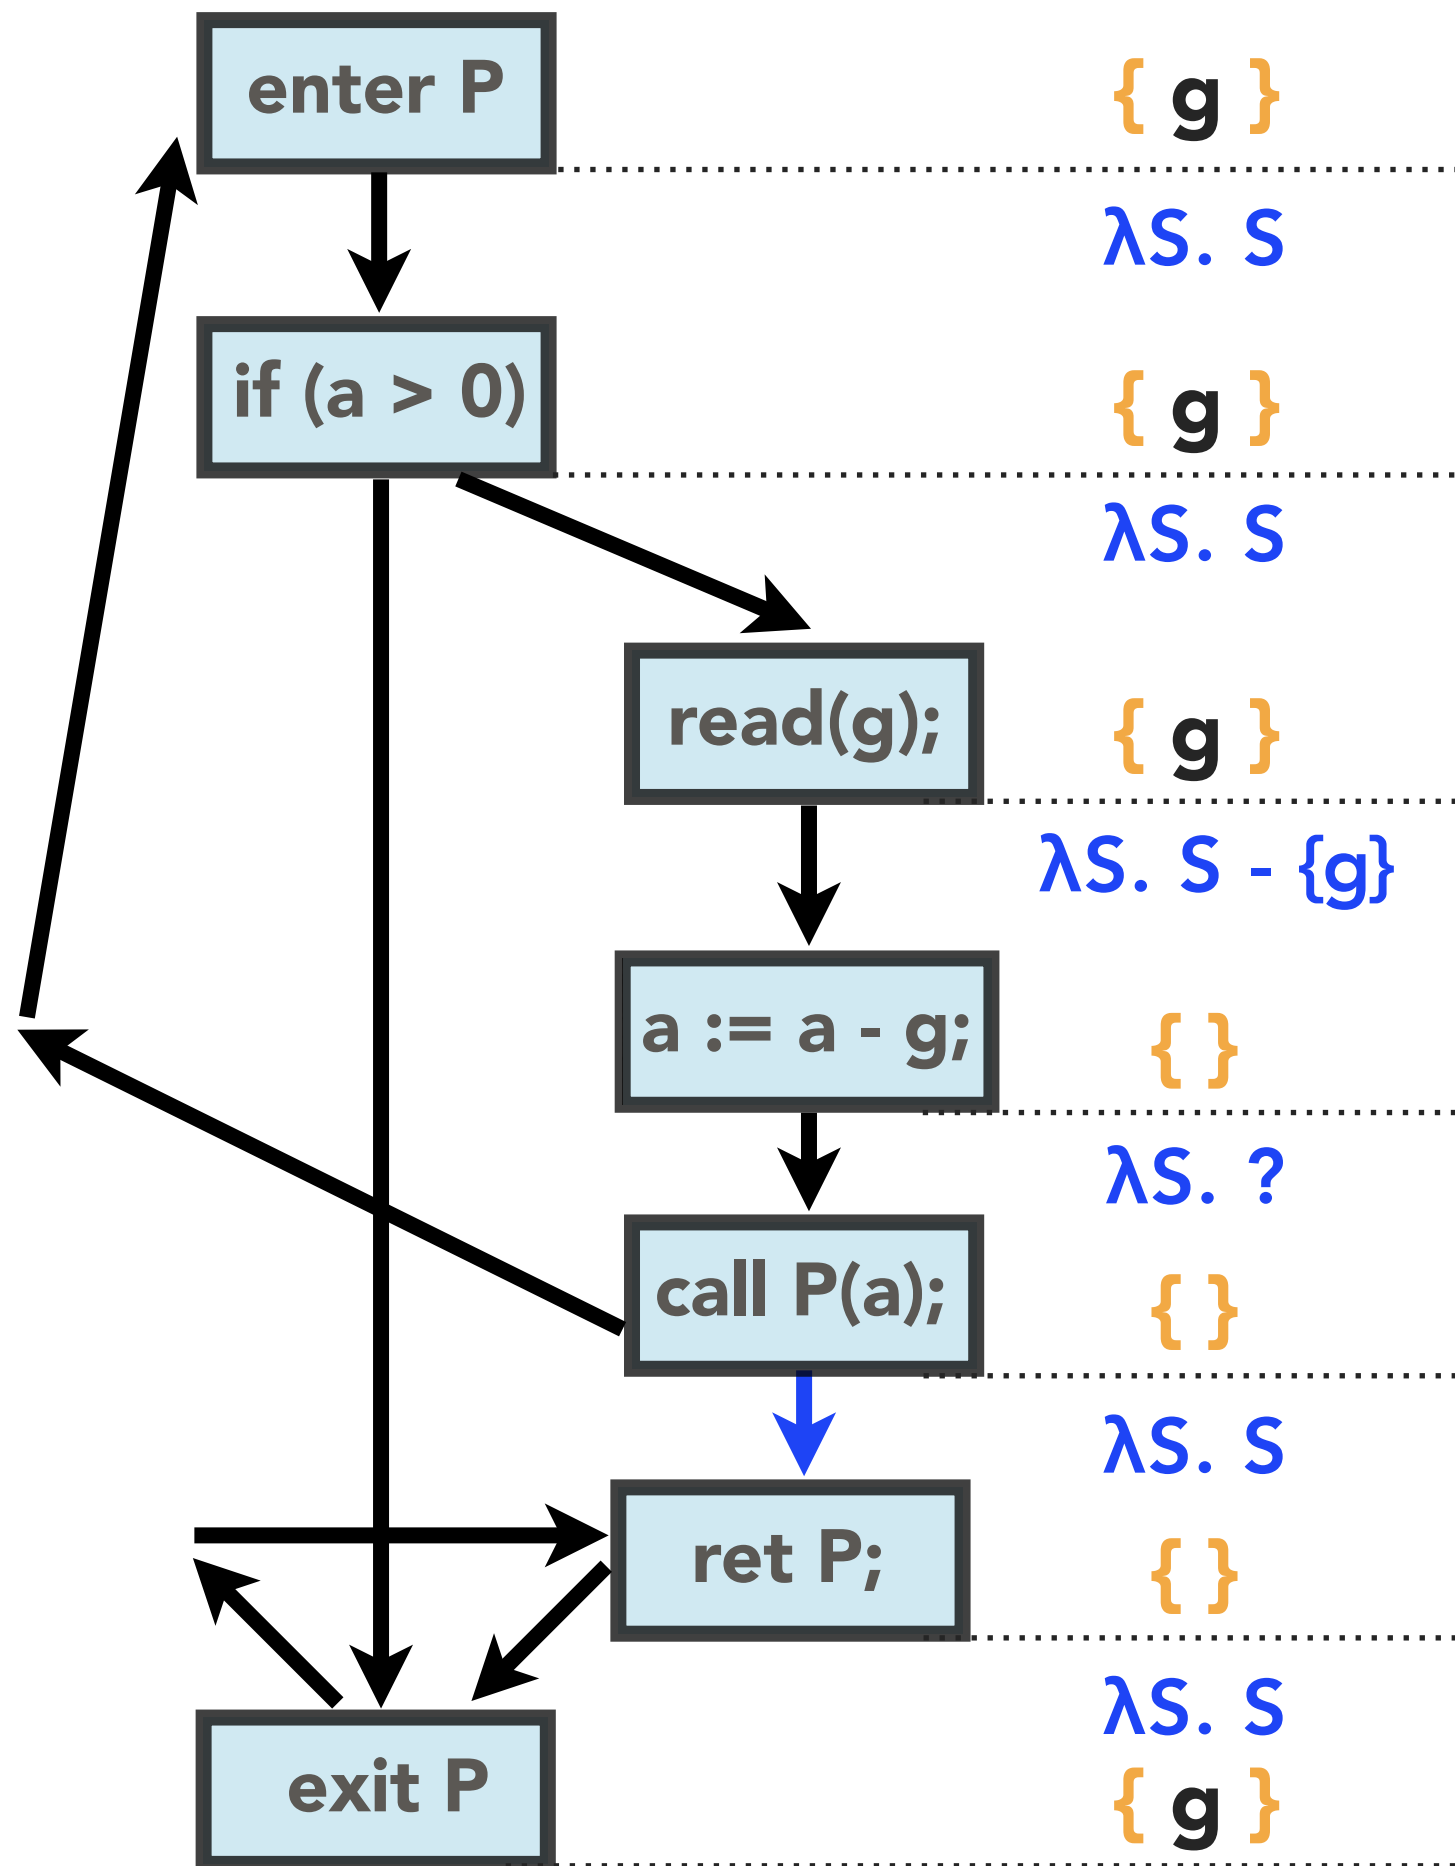 enter P
{ g }
λS. S
if (a > 0)
{ g }
λS. S
read(g);
{ g }
λS. S - {g}
a := a - g;
{ }
λS. ?
call P(a);
{ }
λS. S
ret P;
{ }
λS. S
exit P
{ g }